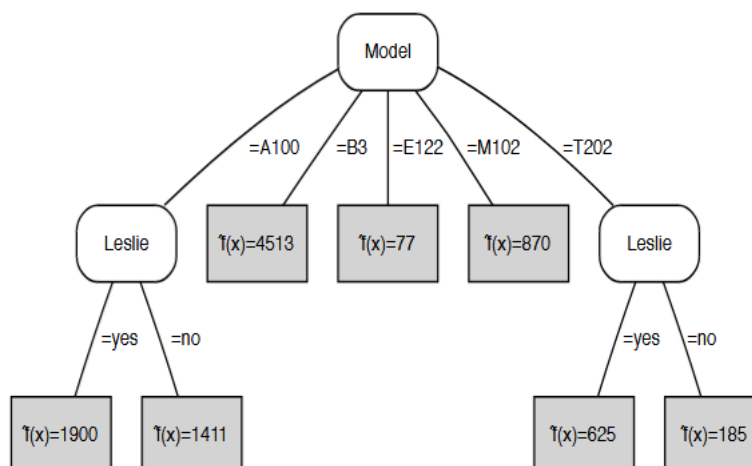 Model
=A100
=B3
=E122
=M102
=T202
Leslie
f̂(x)=4513
f̂(x)=77
f̂(x)=870
Leslie
=yes
=no
=yes
=no
f̂(x)=1900
f̂(x)=1411
f̂(x)=625
f̂(x)=185